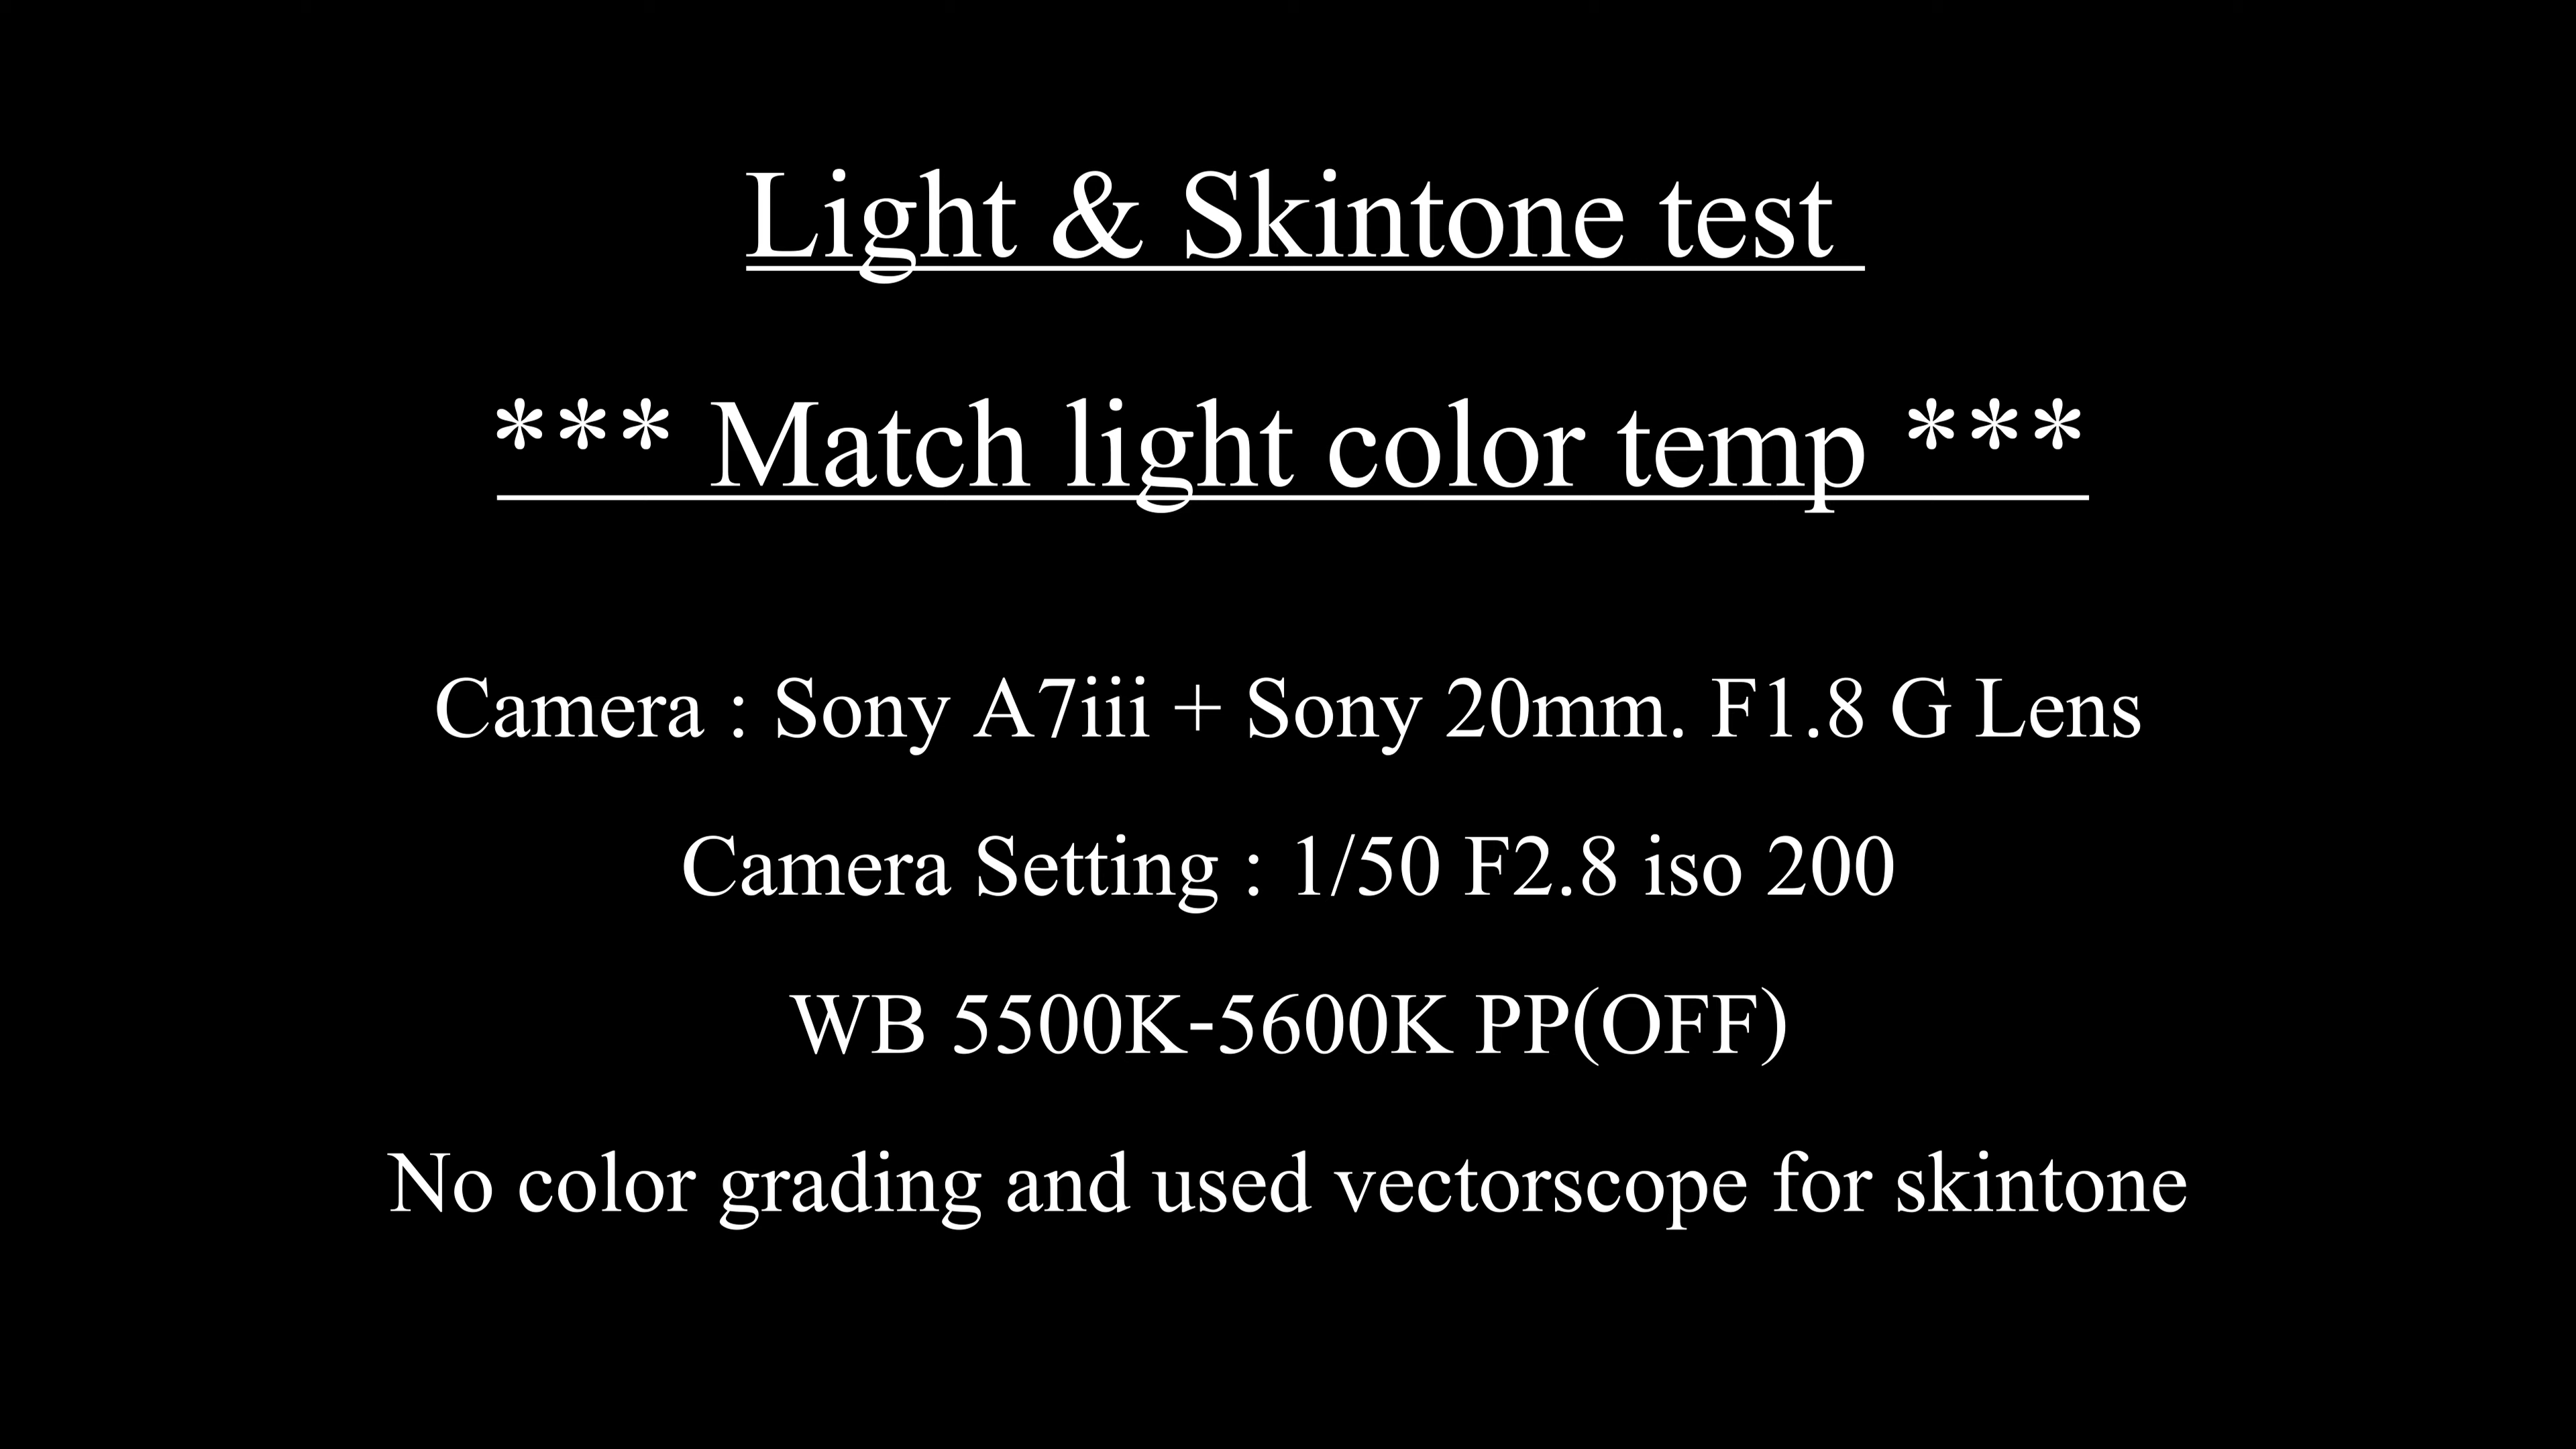 Light & Skintone test
*** Match light color temp ***
Camera : Sony A7iii + Sony 20mm. F1.8 G Lens
Camera Setting : 1/50 F2.8 iso 200
WB 5500K-5600K PP(OFF)
No color grading and used vectorscope for skintone